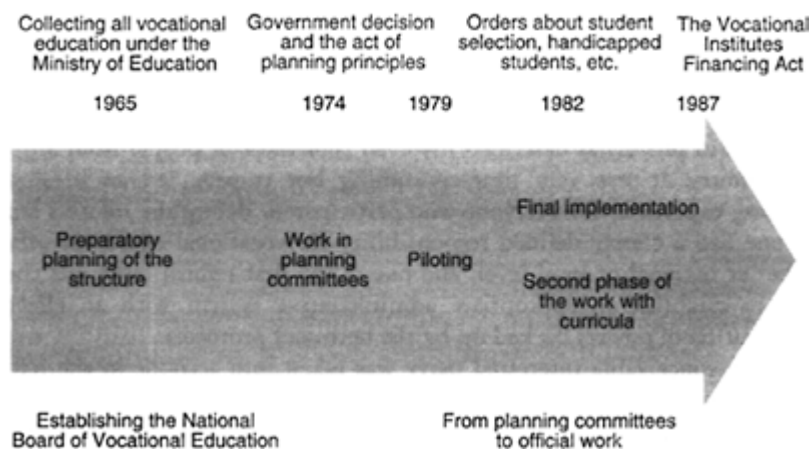 Collecting all vocational
education under the
Ministry of Education
Government decision
and the act of
planning principles
Orders about student
selection, handicapped
students, etc.
The Vocational
Institutes
Financing Act
1965
1974
1979
1982
1987
Preparatory
planning of the
structure
Work in
planning
committees
Piloting
Final implementation
Second phase of
the work with
curricula
Establishing the National
Board of Vocational Education
From planning committees
to official work